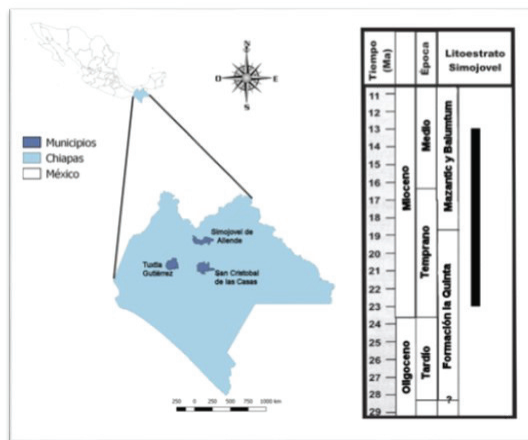 N
O
E
S
Municipios
Chiapas
México
Simojovel de
Allende
Tuxtla
Gutiérrez
San Cristobal
de las Casas
250 0 250 500 750 1000 km
Tiempo
(Ma)
Época
Litoestrato
Simojovel
11
12
13
14
15
16
17
18
19
20
21
22
23
24
25
26
27
28
29
Mioceno
Oligoceno
Medio
Temprano
Tardío
Mazantic y Balumtum
Formación la Quinta
?